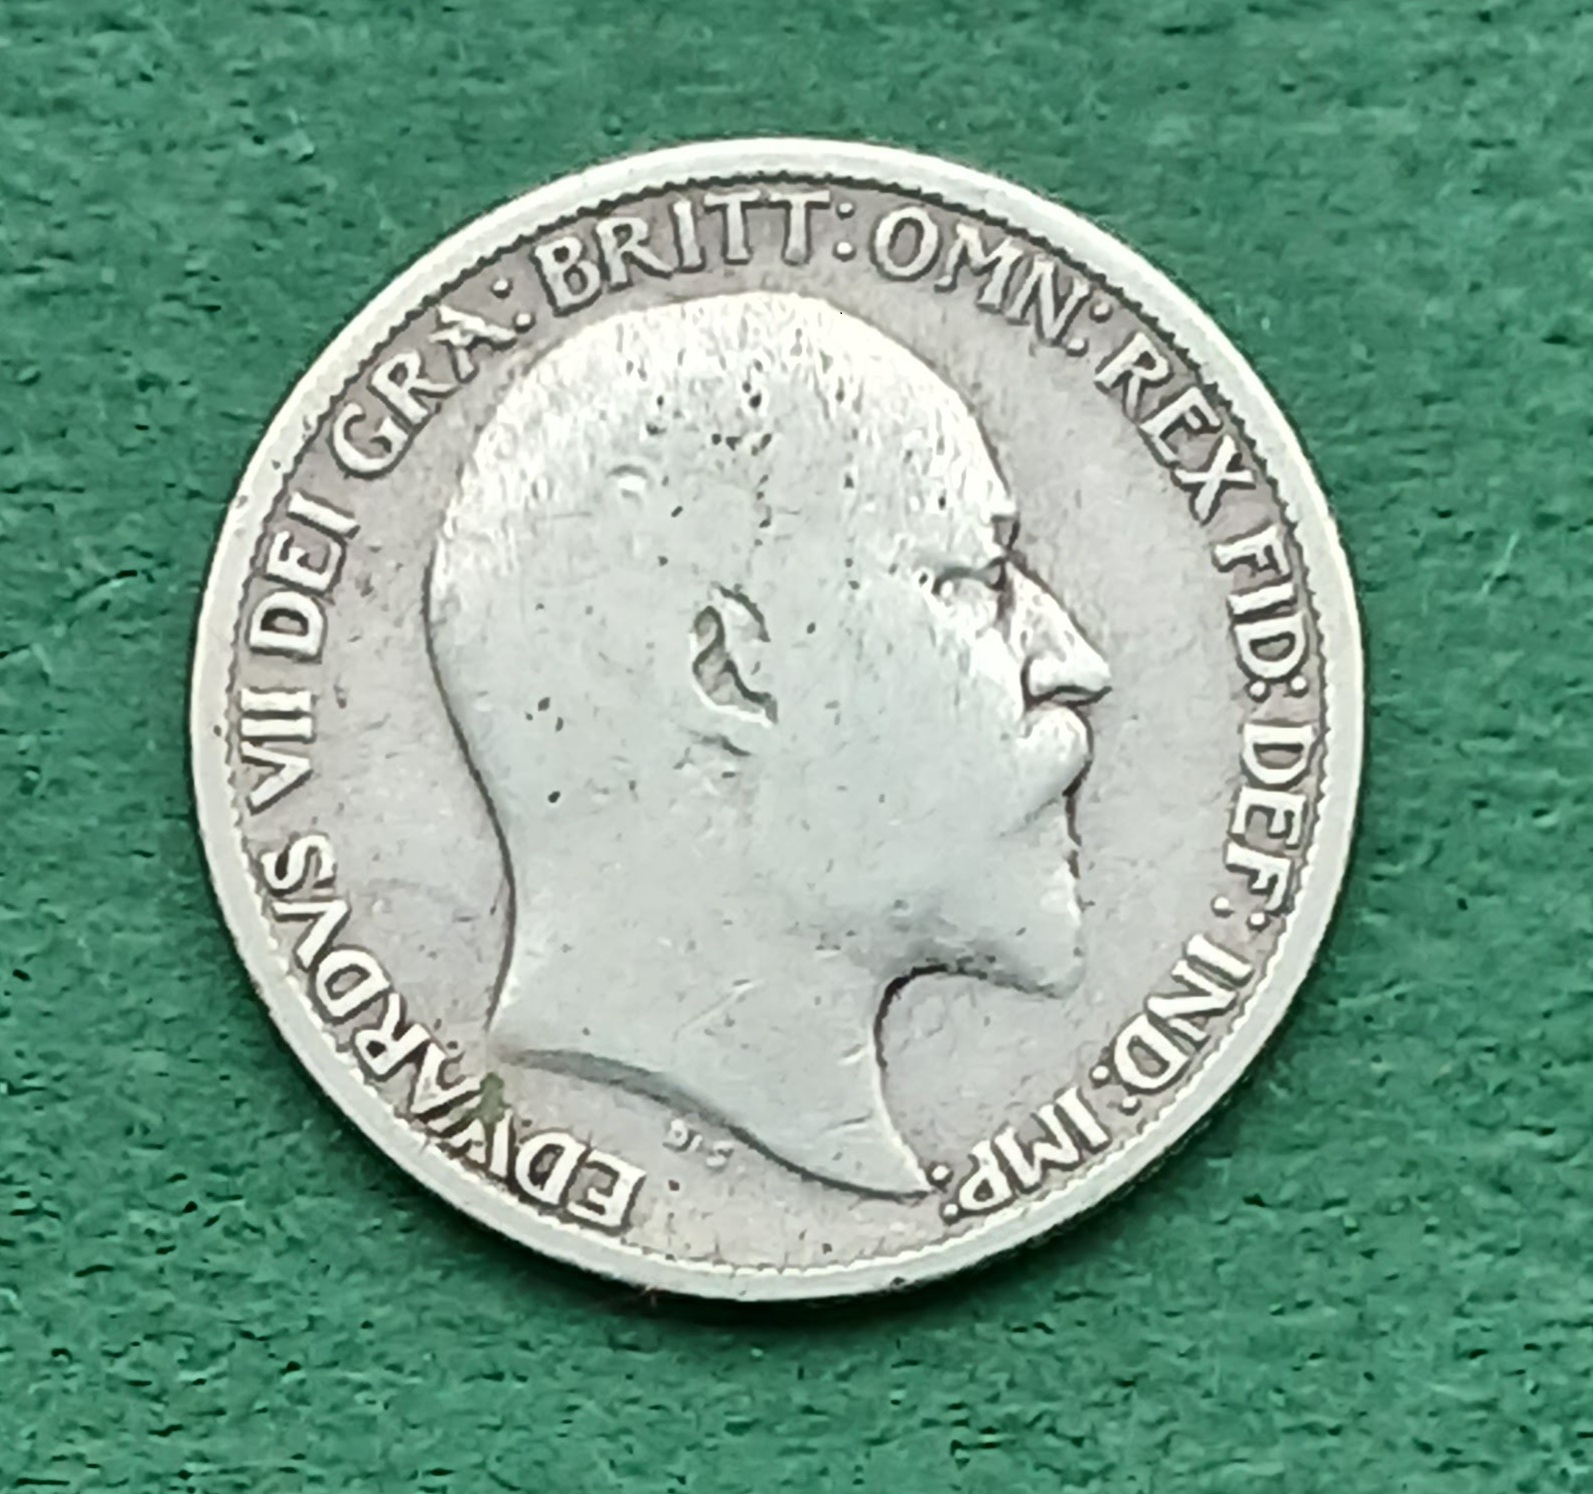 EDWARDVS VII DEI GRA: BRITT: OMN: REX FID: DEF: IND: IMP:
DES